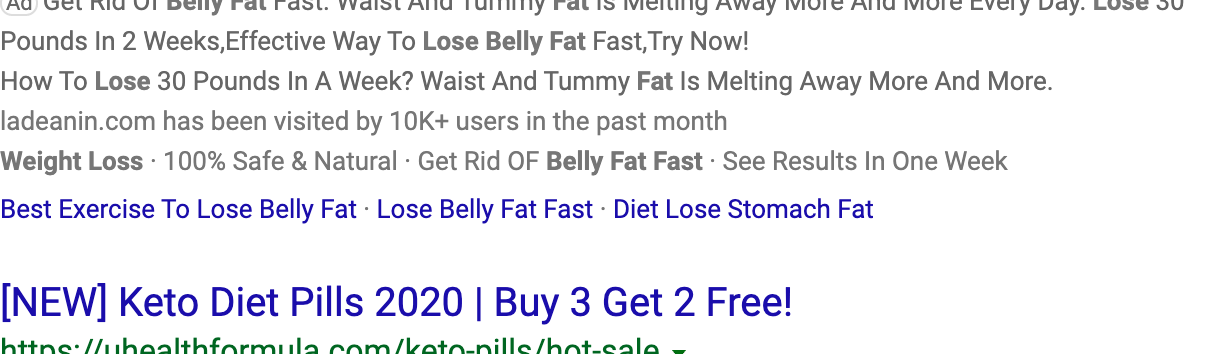 Ad Get Rid Of Belly Fat Fast. Waist And Tummy Fat Is Melting Away More And More Every Day. Lose 30
Pounds In 2 Weeks,Effective Way To Lose Belly Fat Fast,Try Now!
How To Lose 30 Pounds In A Week? Waist And Tummy Fat Is Melting Away More And More.
ladeanin.com has been visited by 10K+ users in the past month
Weight Loss · 100% Safe & Natural · Get Rid OF Belly Fat Fast · See Results In One Week
Best Exercise To Lose Belly Fat · Lose Belly Fat Fast · Diet Lose Stomach Fat
[NEW] Keto Diet Pills 2020 | Buy 3 Get 2 Free!
https://uhealthformula.com/keto-pills/hot-sale